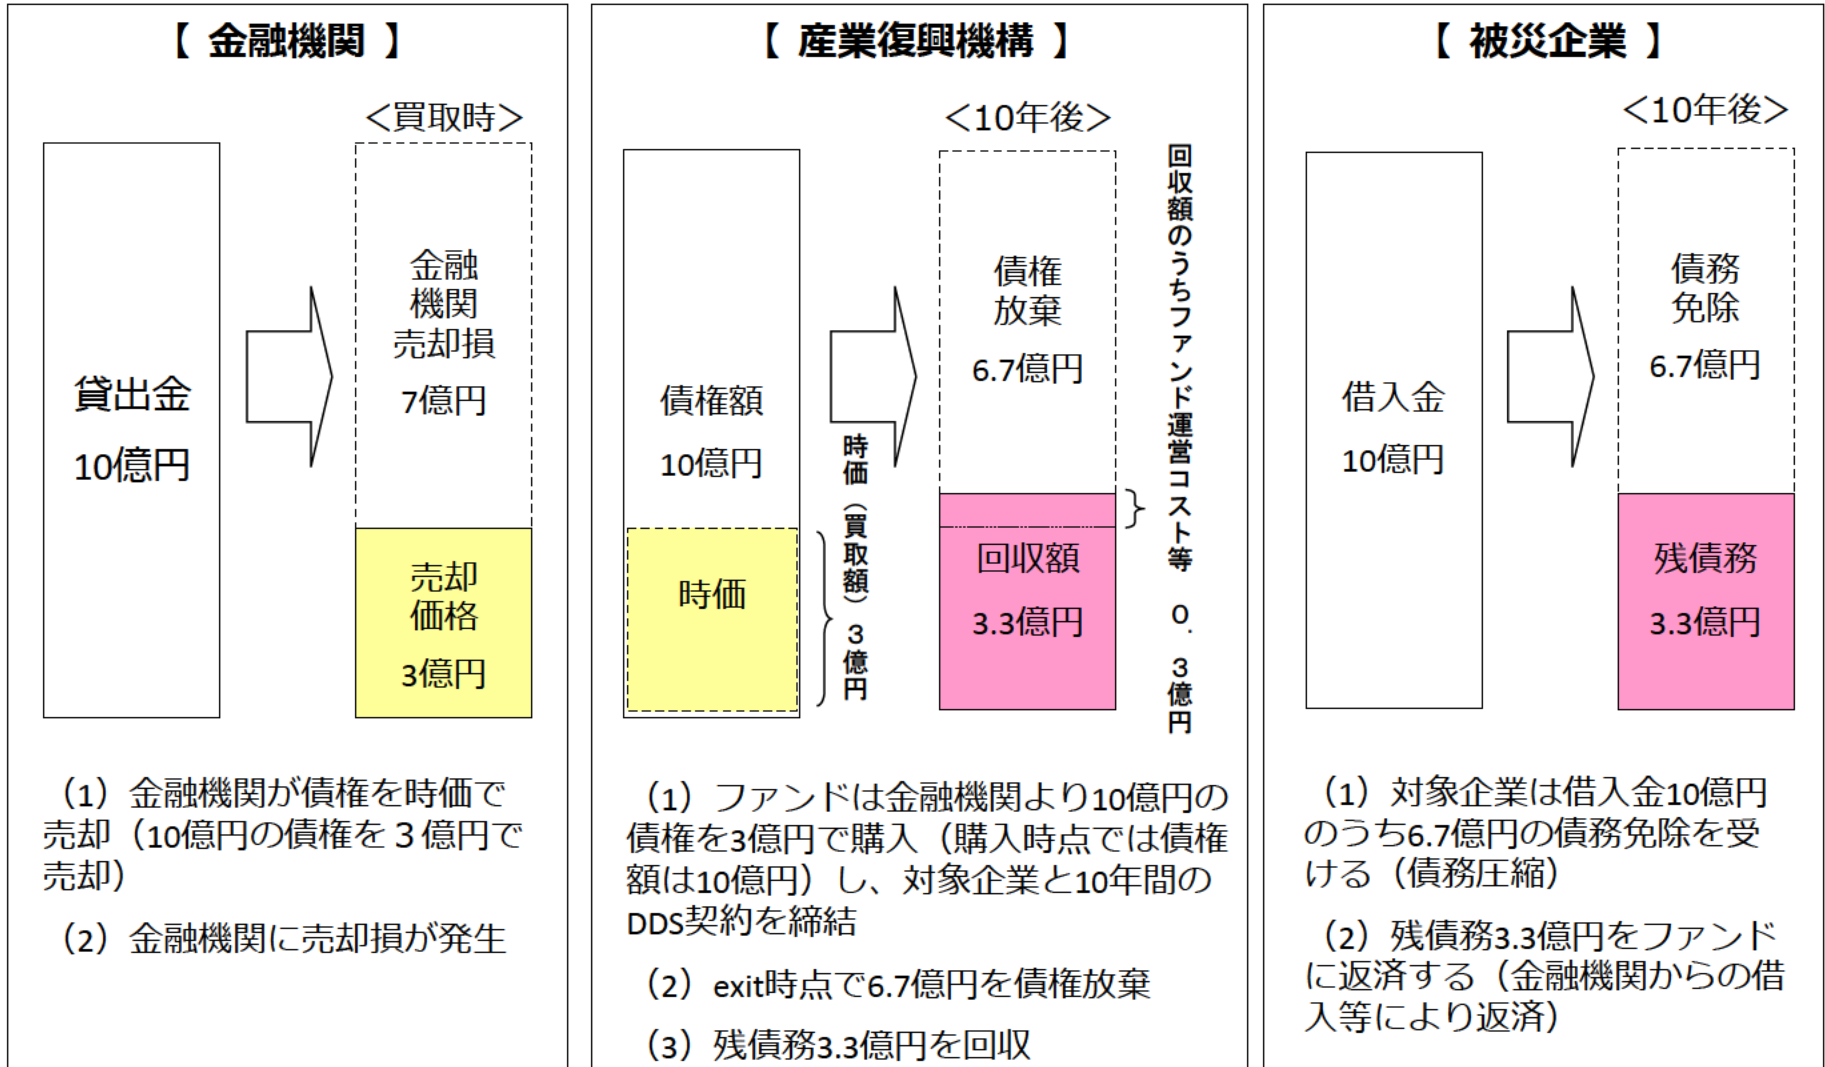 【 金融機関 】
＜買取時＞
貸出金
10億円
金融
機関
売却損
7億円
売却
価格
3億円
（1）金融機関が債権を時価で
売却（10億円の債権を３億円で
売却）
（2）金融機関に売却損が発生
【 産業復興機構 】
＜10年後＞
債権額
10億円
時価
時価（買取額）３億円
債権
放棄
6.7億円
回収額
3.3億円
回収額のうちファンド運営コスト等　０．３億円
（1）ファンドは金融機関より10億円の
債権を3億円で購入（購入時点では債権
額は10億円）し、対象企業と10年間の
DDS契約を締結
（2）exit時点で6.7億円を債権放棄
（3）残債務3.3億円を回収
【 被災企業 】
＜10年後＞
借入金
10億円
債務
免除
6.7億円
残債務
3.3億円
（1）対象企業は借入金10億円
のうち6.7億円の債務免除を受
ける（債務圧縮）
（2）残債務3.3億円をファンド
に返済する（金融機関からの借
入等により返済）